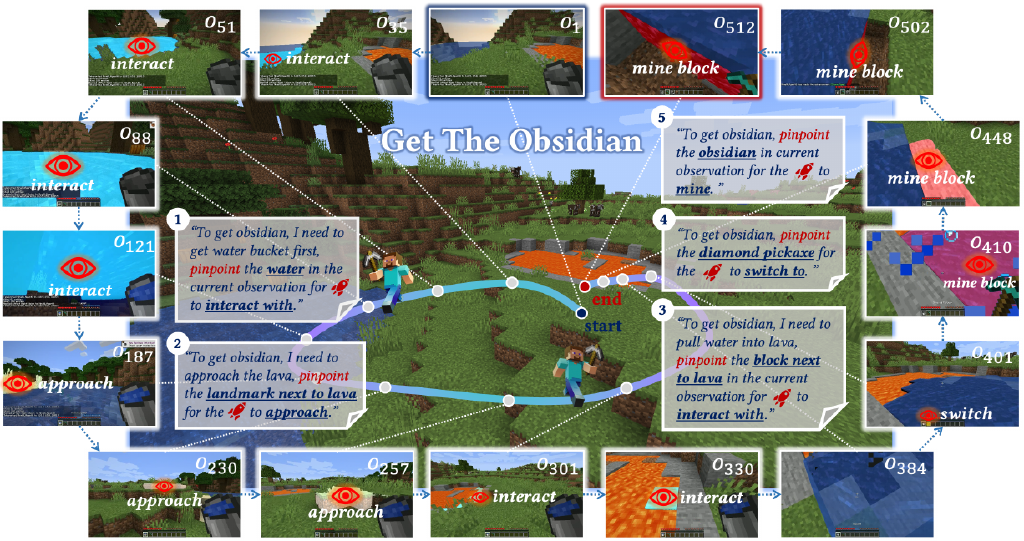 O51
interact
O35
interact
O1
O512
mine block
O502
mine block
O88
interact
O448
mine block
O121
interact
O410
mine block
O187
approach
O401
switch
O230
approach
O257
approach
O301
interact
O330
interact
O384
Get The Obsidian
start
end
1
“To get obsidian, I need to
get water bucket first,
pinpoint the water in the
current observation for
to interact with.”
2
“To get obsidian, I need to
approach the lava, pinpoint
the landmark next to lava
for the to approach.”
3
“To get obsidian, I need to
pull water into lava,
pinpoint the block next
to lava in the current
observation for to
interact with.”
4
“To get obsidian, pinpoint
the diamond pickaxe for
the to switch to. ”
5
“To get obsidian, pinpoint
the obsidian in current
observation for the to
mine. ”